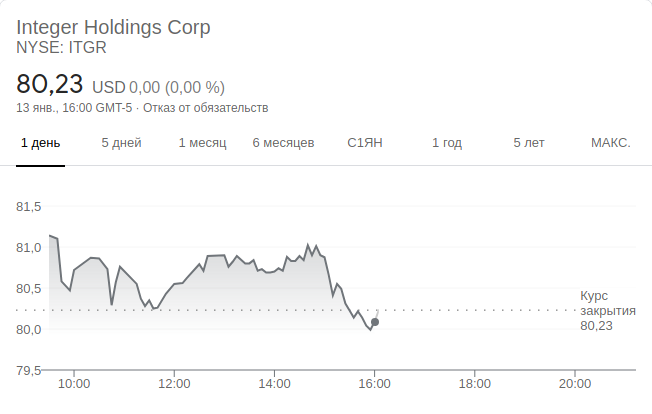 Integer Holdings Corp
NYSE: ITGR
80,23 USD 0,00 (0,00 %)
13 янв., 16:00 GMT-5 · Отказ от обязательств
1 день 5 дней 1 месяц 6 месяцев С1ЯН 1 год 5 лет МАКС.
81,5
81,0
80,5
80,0
79,5
Курс
закрытия
80,23
10:00 12:00 14:00 16:00 18:00 20:00